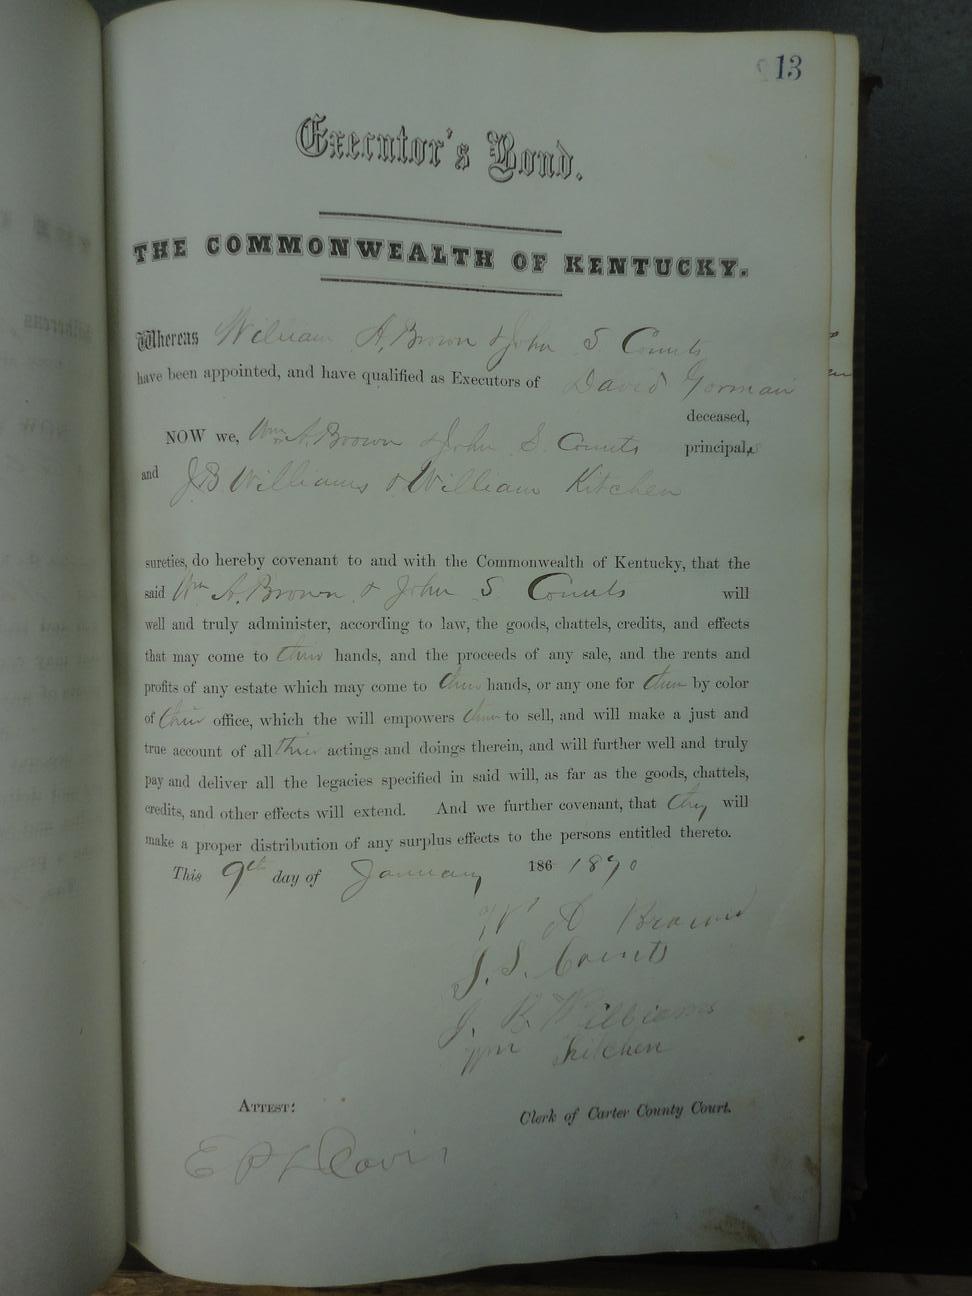 13
Executor's Bond.
THE COMMONWEALTH OF KENTUCKY.
Whereas William A. Brown & John S Counts
have been appointed, and have qualified as Executors of David Gorman
deceased,
NOW we, Wm A. Brown & John S. Counts principals
and J B Williams & William Kitchen
sureties, do hereby covenant to and with the Commonwealth of Kentucky, that the
said Wm A. Brown & John S Counts will
well and truly administer, according to law, the goods, chattels, credits, and effects
that may come to their hands, and the proceeds of any sale, and the rents and
profits of any estate which may come to their hands, or any one for them by color
of their office, which the will empowers them to sell, and will make a just and
true account of all their actings and doings therein, and will further well and truly
pay and deliver all the legacies specified in said will, as far as the goods, chattels,
credits, and other effects will extend. And we further covenant, that they will
make a proper distribution of any surplus effects to the persons entitled thereto.
This 9th day of January 186 1890
W A Brown
J. S. Counts
J. B. Williams
Wm Kitchen
ATTEST:
Clerk of Carter County Court.
E P Davis